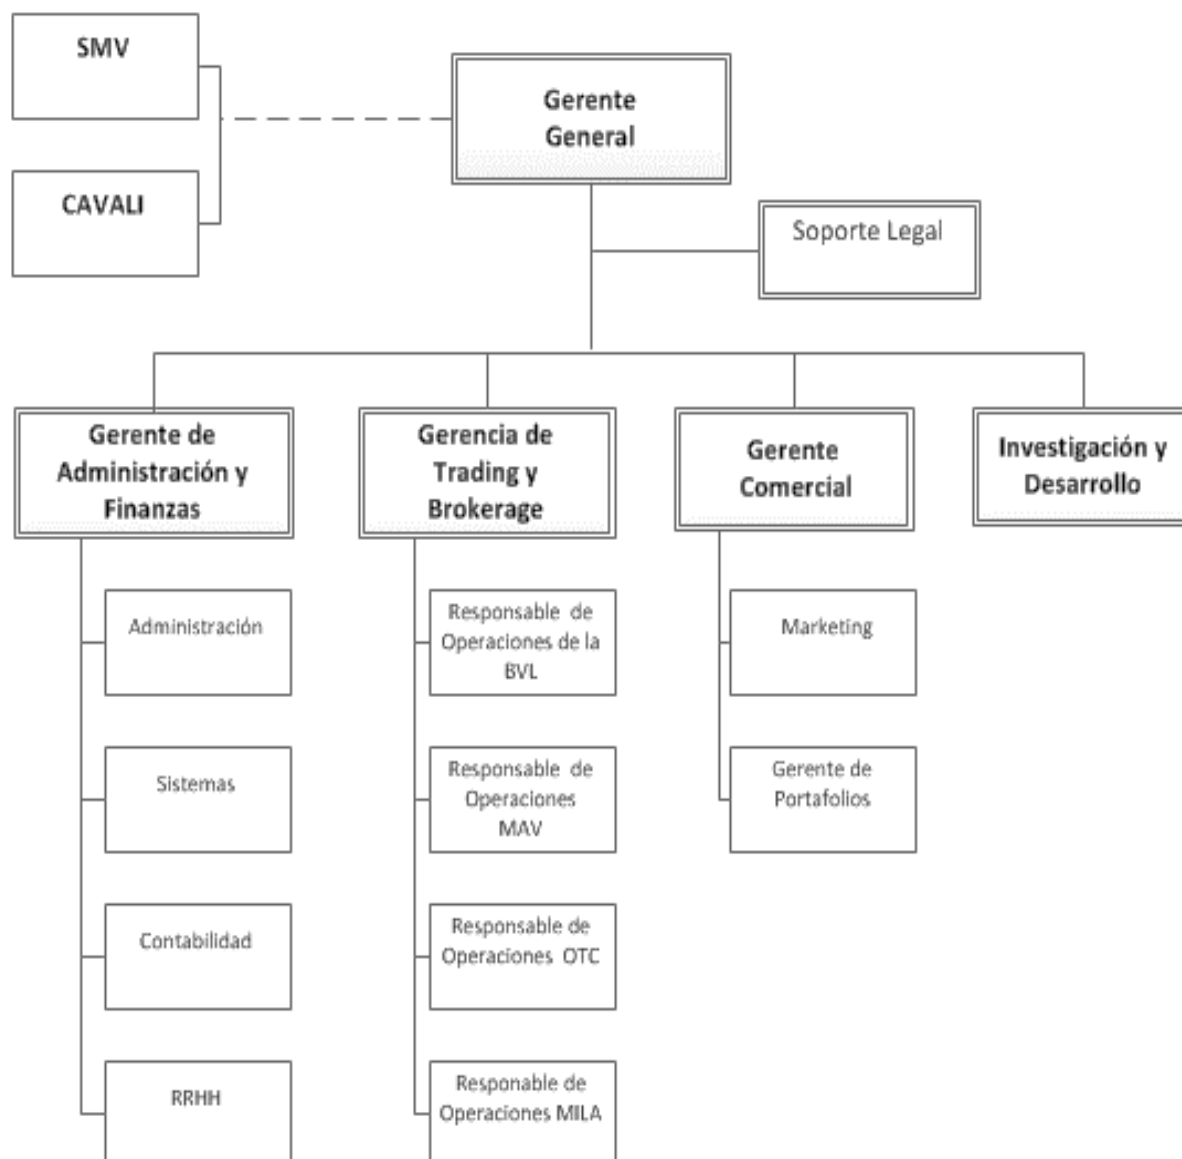 SMV
Gerente
General
CAVALI
Soporte Legal
Gerente de
Administración y
Finanzas
Gerencia de
Trading y
Brokerage
Gerente
Comercial
Investigación y
Desarrollo
Administración
Sistemas
Contabilidad
RRHH
Responsable de
Operaciones de la
BVL
Responsable de
Operaciones
MAV
Responsable de
Operaciones OTC
Responable de
Operaciones MILA
Marketing
Gerente de
Portafolios